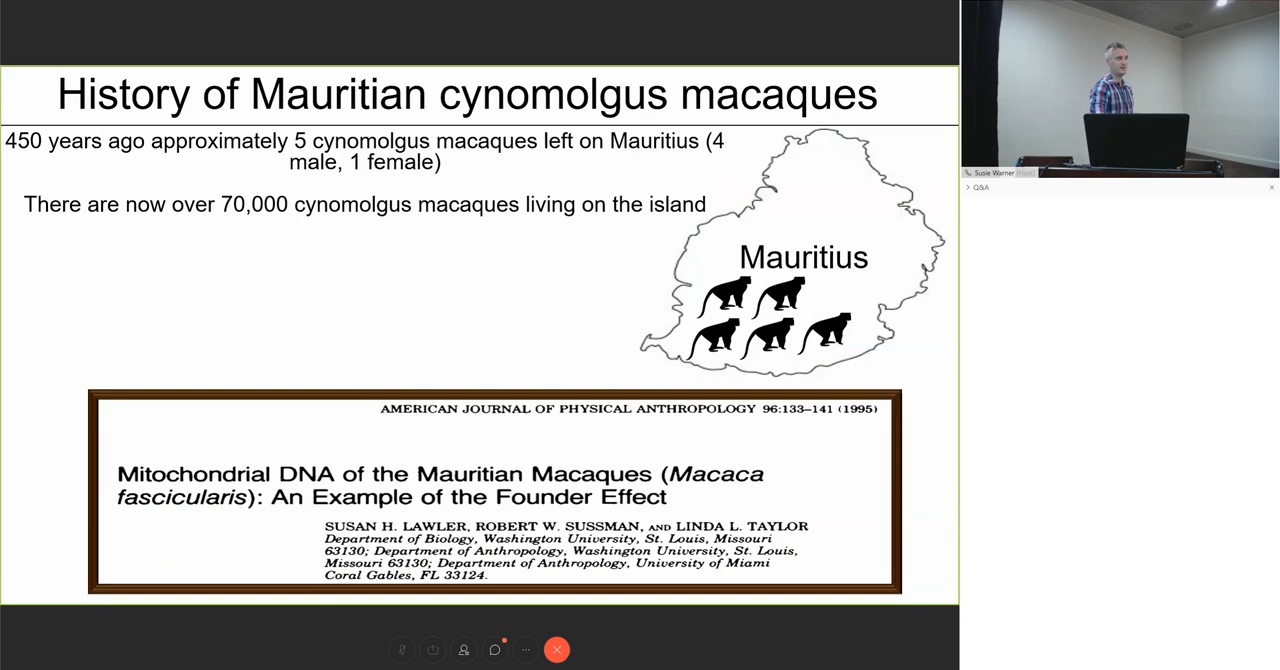 History of Mauritian cynomolgus macaques
450 years ago approximately 5 cynomolgus macaques left on Mauritius (4
male, 1 female)
There are now over 70,000 cynomolgus macaques living on the island
Mauritius
AMERICAN JOURNAL OF PHYSICAL ANTHROPOLOGY 96:133–141 (1995)
Mitochondrial DNA of the Mauritian Macaques (Macaca
fascicularis): An Example of the Founder Effect
SUSAN H. LAWLER, ROBERT W. SUSSMAN, AND LINDA L. TAYLOR
Department of Biology, Washington University, St. Louis, Missouri
63130; Department of Anthropology, Washington University, St. Louis,
Missouri 63130; Department of Anthropology, University of Miami
Coral Gables, FL 33124.
Susie Warner (Host)
Q&A